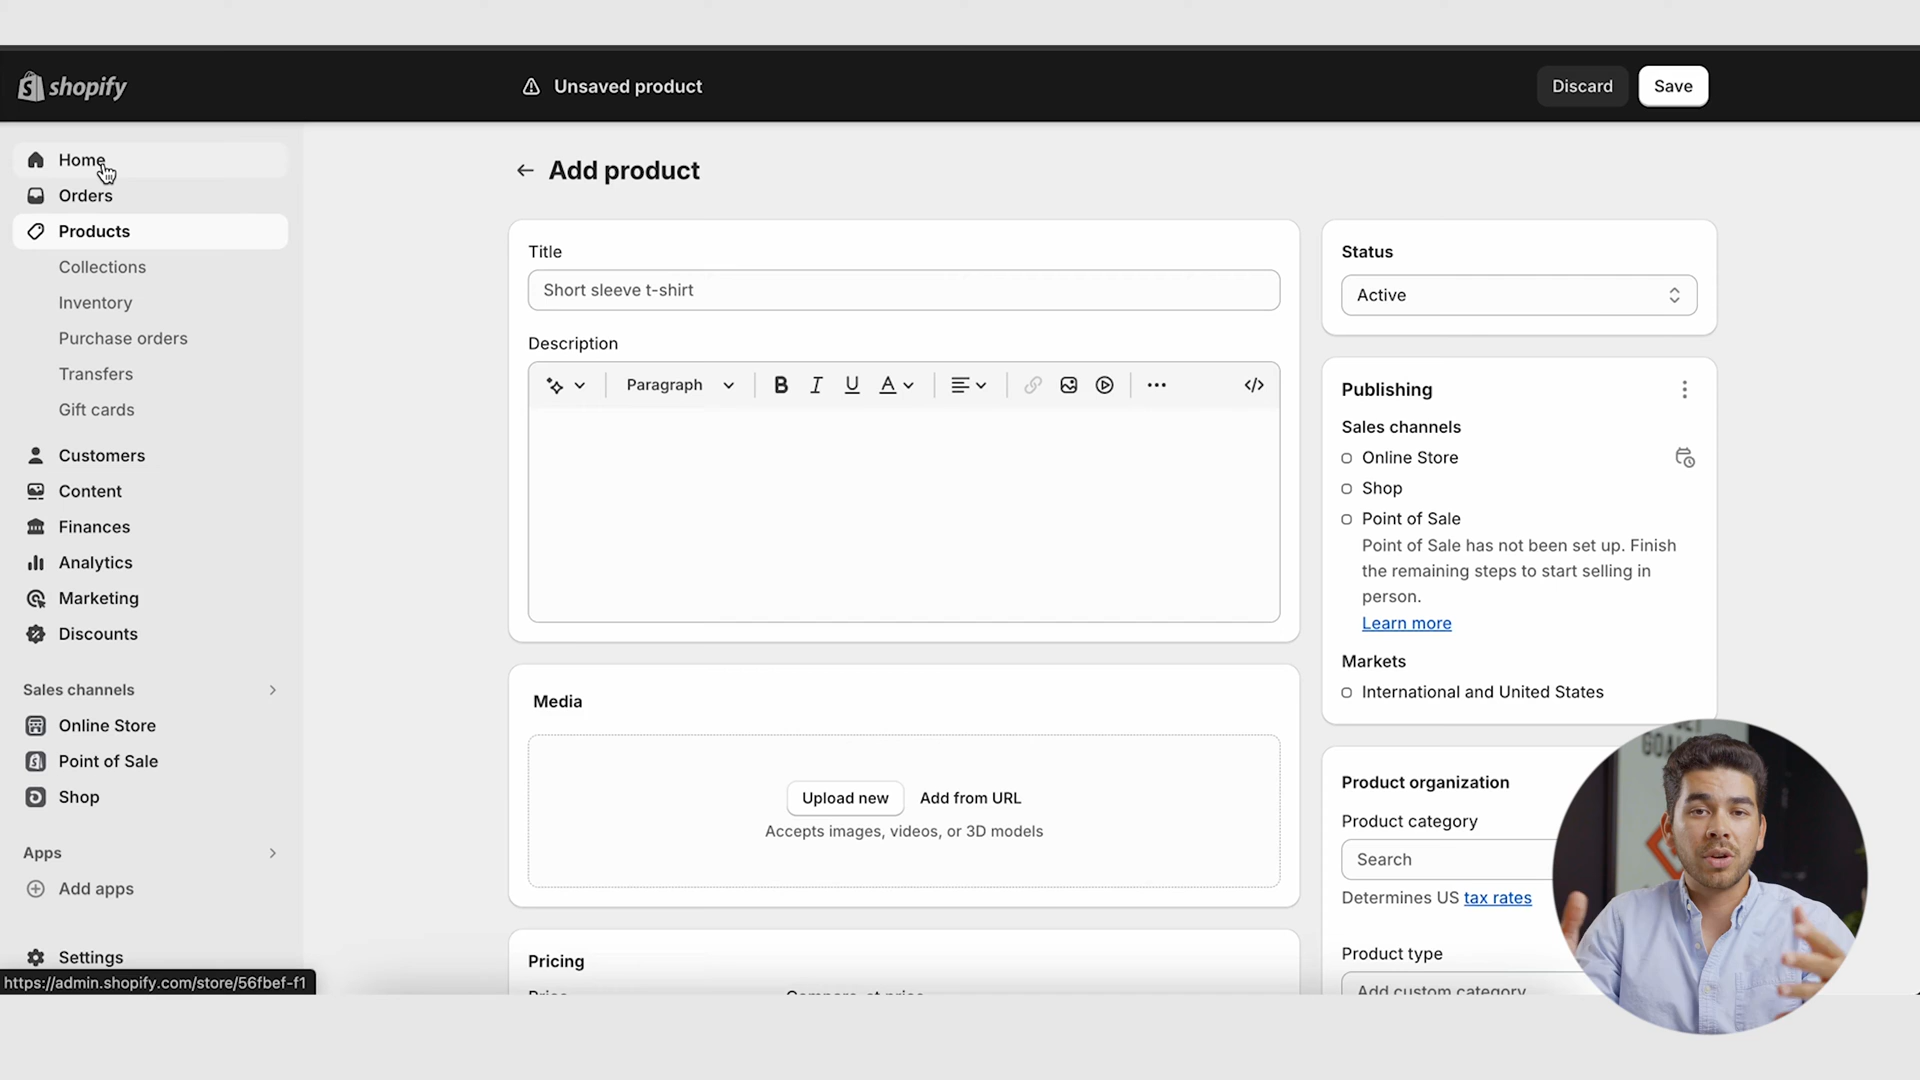 shopify
Unsaved product
Discard
Save
Home
Orders
Products
Collections
Inventory
Purchase orders
Transfers
Gift cards
Customers
Content
Finances
Analytics
Marketing
Discounts
Sales channels
Online Store
Point of Sale
Shop
Apps
Add apps
Settings
https://admin.shopify.com/store/56fbef-f1
Add product
Title
Short sleeve t-shirt
Description
Paragraph
Media
Upload new
Add from URL
Accepts images, videos, or 3D models
Pricing
Price
Compare-at price
Status
Active
Publishing
Sales channels
Online Store
Shop
Point of Sale
Point of Sale has not been set up. Finish
the remaining steps to start selling in
person.
Learn more
Markets
International and United States
Product organization
Product category
Search
Determines US tax rates
Product type
Add custom category